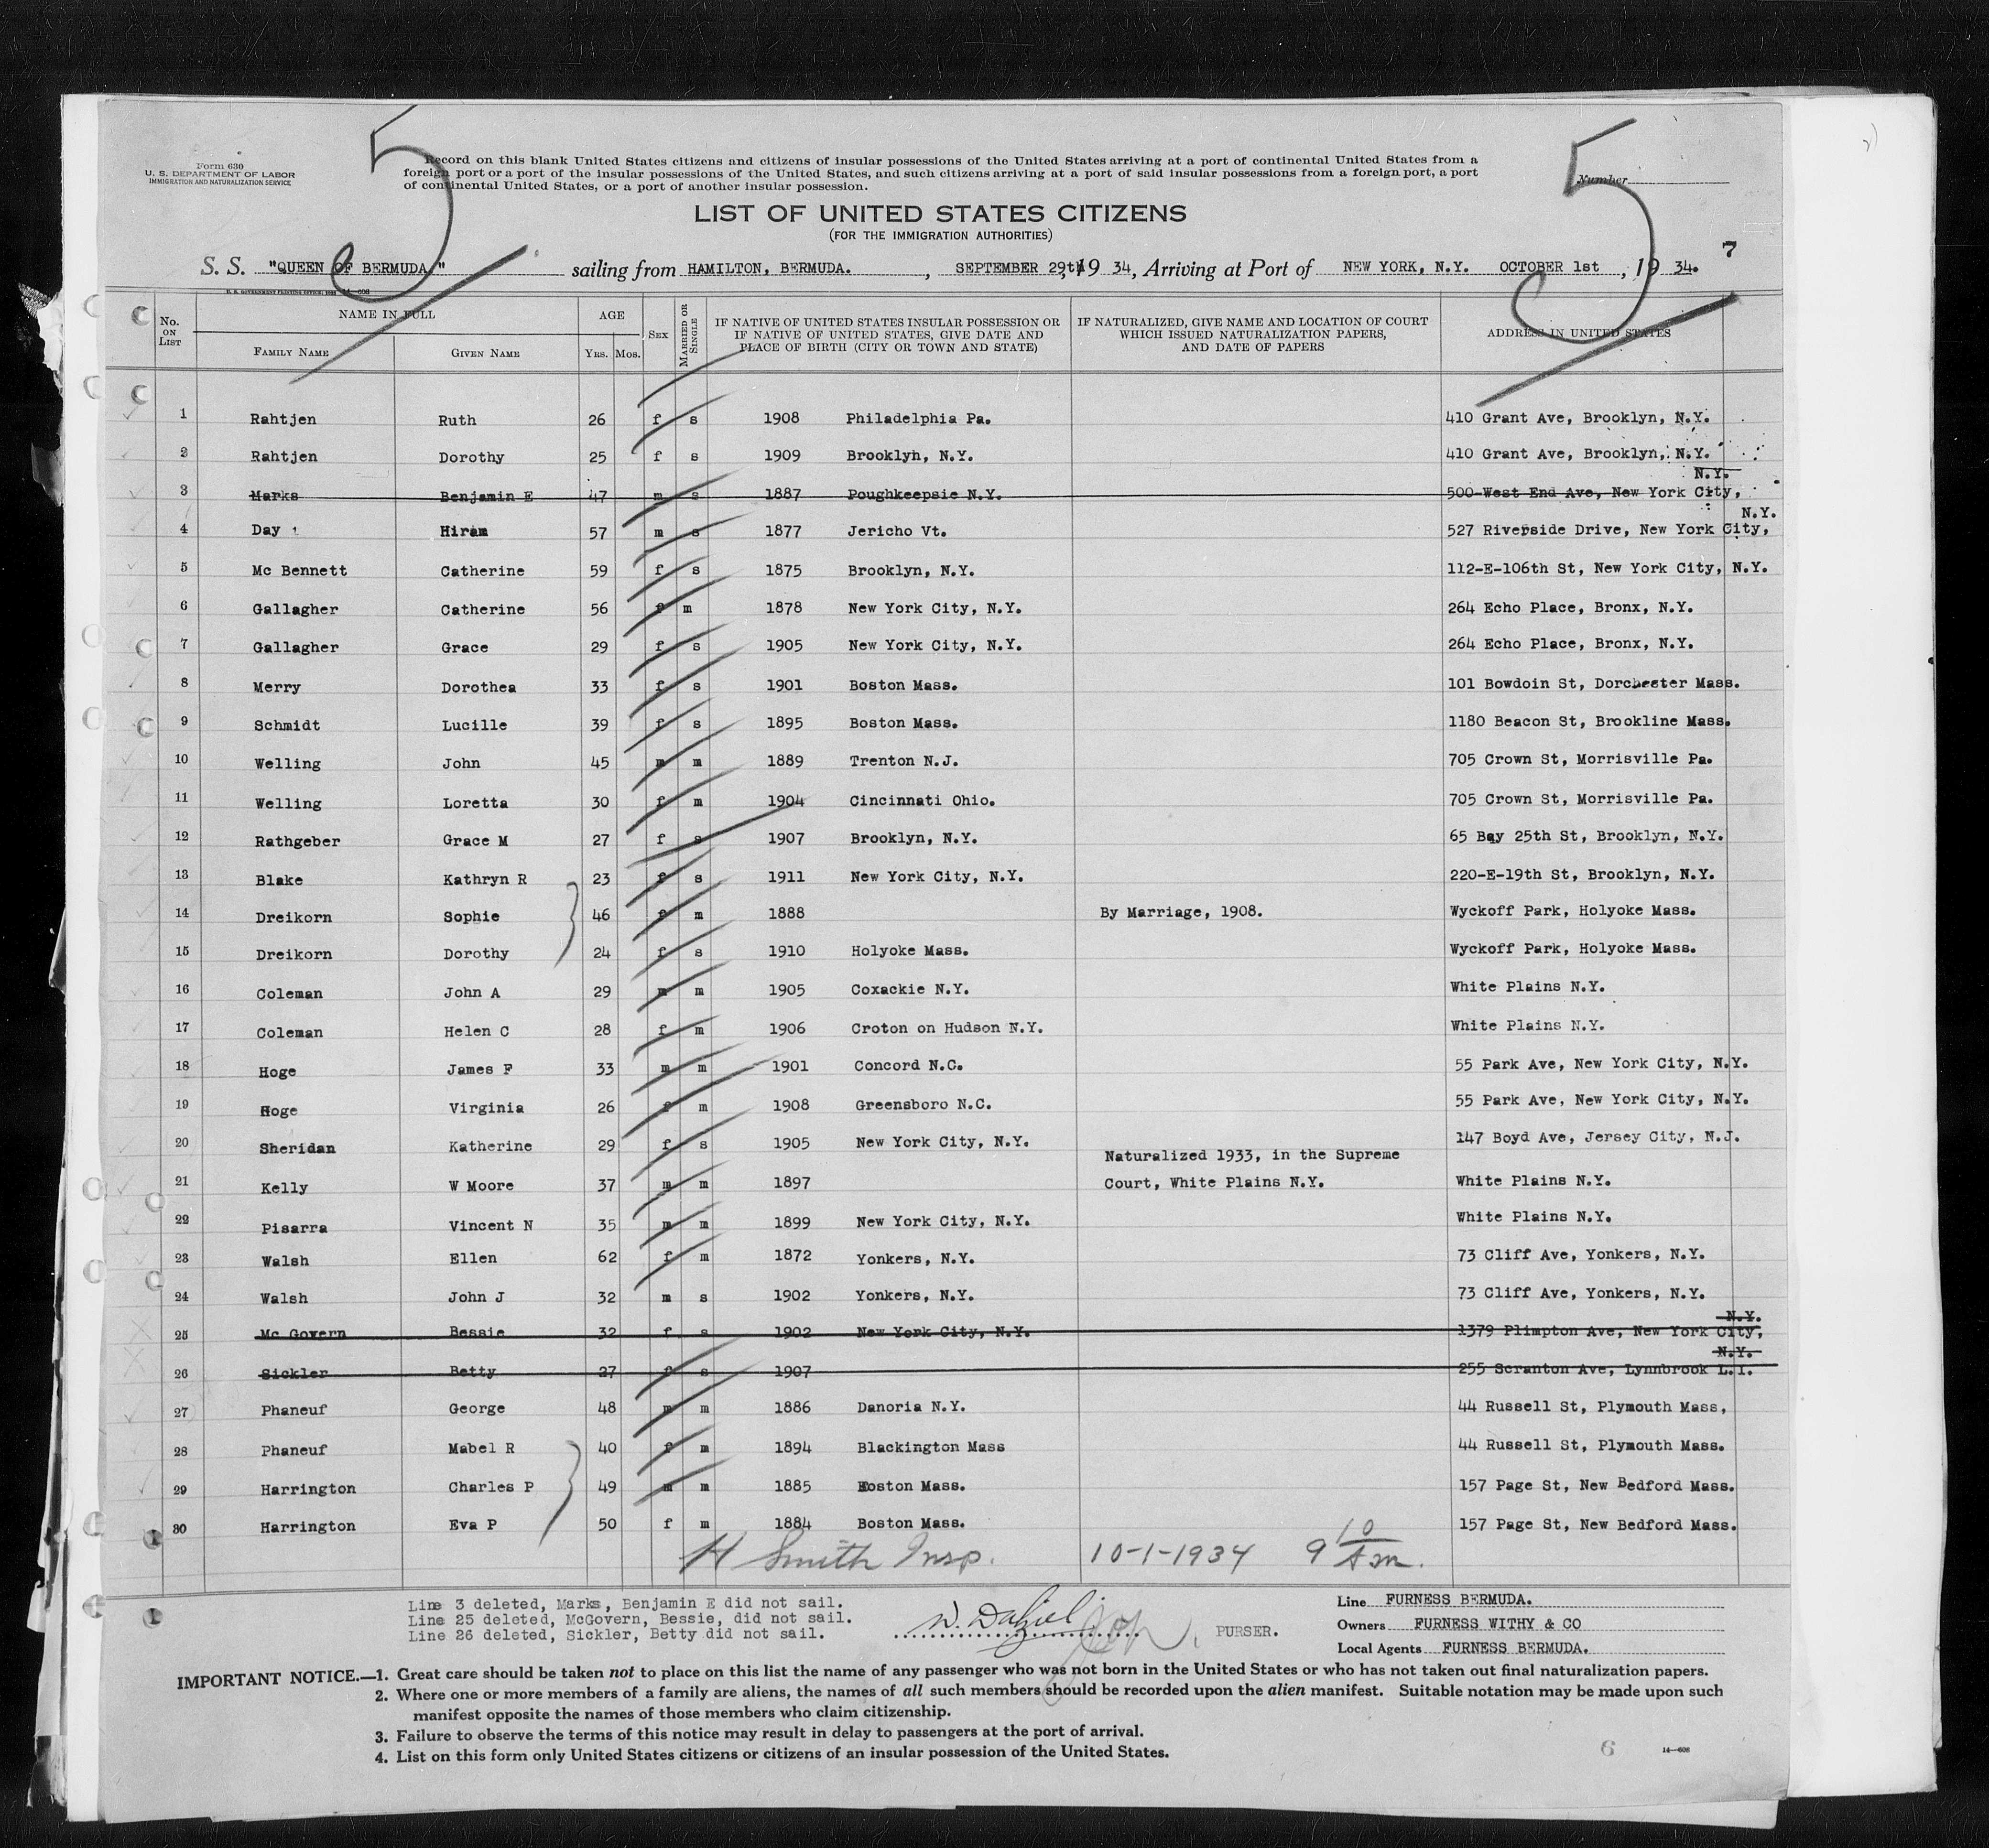 5
5
Form 630
U. S. DEPARTMENT OF LABOR
IMMIGRATION AND NATURALIZATION SERVICE
Record on this blank United States citizens and citizens of insular possessions of the United States arriving at a port of continental United States from a
foreign port or a port of the insular possessions of the United States, and such citizens arriving at a port of said insular possessions from a foreign port, a port
of continental United States, or a port of another insular possession.
Number
LIST OF UNITED STATES CITIZENS
(FOR THE IMMIGRATION AUTHORITIES)
7
S. S. "QUEEN OF BERMUDA" sailing from HAMILTON, BERMUDA. , SEPTEMBER 29th, 19 34, Arriving at Port of NEW YORK, N.Y. OCTOBER 1st , 19 34.
No. ON LIST
NAME IN FULL
FAMILY NAME GIVEN NAME
AGE
YRS. MOS.
SEX
MARRIED OR SINGLE
IF NATIVE OF UNITED STATES INSULAR POSSESSION OR
IF NATIVE OF UNITED STATES, GIVE DATE AND
PLACE OF BIRTH (CITY OR TOWN AND STATE)
IF NATURALIZED, GIVE NAME AND LOCATION OF COURT
WHICH ISSUED NATURALIZATION PAPERS,
AND DATE OF PAPERS
ADDRESS IN UNITED STATES
1 Rahtjen Ruth 26 f s 1908 Philadelphia Pa. 410 Grant Ave, Brooklyn, N.Y.
2 Rahtjen Dorothy 25 f s 1909 Brooklyn, N.Y. 410 Grant Ave, Brooklyn, N.Y.
3 Marks Benjamin E 47 m s 1887 Poughkeepsie N.Y. 500-West End Ave, New York City, N.Y.
4 Day Hiram 57 m s 1877 Jericho Vt. 527 Riverside Drive, New York City, N.Y.
5 Mc Bennett Catherine 59 f s 1875 Brooklyn, N.Y. 112-E-106th St, New York City, N.Y.
6 Gallagher Catherine 56 f m 1878 New York City, N.Y. 264 Echo Place, Bronx, N.Y.
7 Gallagher Grace 29 f s 1905 New York City, N.Y. 264 Echo Place, Bronx, N.Y.
8 Merry Dorothea 33 f s 1901 Boston Mass. 101 Bowdoin St, Dorchester Mass.
9 Schmidt Lucille 39 f s 1895 Boston Mass. 1180 Beacon St, Brookline Mass.
10 Welling John 45 m m 1889 Trenton N.J. 705 Crown St, Morrisville Pa.
11 Welling Loretta 30 f m 1904 Cincinnati Ohio. 705 Crown St, Morrisville Pa.
12 Rathgeber Grace M 27 f s 1907 Brooklyn, N.Y. 65 Bay 25th St, Brooklyn, N.Y.
13 Blake Kathryn R 23 f s 1911 New York City, N.Y. 220-E-19th St, Brooklyn, N.Y.
14 Dreikorn Sophie 46 f m 1888 By Marriage, 1908. Wyckoff Park, Holyoke Mass.
15 Dreikorn Dorothy 24 f s 1910 Holyoke Mass. Wyckoff Park, Holyoke Mass.
16 Coleman John A 29 m m 1905 Coxackie N.Y. White Plains N.Y.
17 Coleman Helen C 28 f m 1906 Croton on Hudson N.Y. White Plains N.Y.
18 Hoge James F 33 m m 1901 Concord N.C. 55 Park Ave, New York City, N.Y.
19 Hoge Virginia 26 f m 1908 Greensboro N.C. 55 Park Ave, New York City, N.Y.
20 Sheridan Katherine 29 f s 1905 New York City, N.Y. 147 Boyd Ave, Jersey City, N.J.
Naturalized 1933, in the Supreme
21 Kelly W Moore 37 m m 1897 Court, White Plains N.Y. White Plains N.Y.
22 Pisarra Vincent N 35 m m 1899 New York City, N.Y. White Plains N.Y.
23 Walsh Ellen 62 f m 1872 Yonkers, N.Y. 73 Cliff Ave, Yonkers, N.Y.
24 Walsh John J 32 m s 1902 Yonkers, N.Y. 73 Cliff Ave, Yonkers, N.Y.
25 Mc Govern Bessie 32 f s 1902 New York City, N.Y. 1379 Plimpton Ave, New York City, N.Y.
26 Sickler Betty 27 f s 1907 255 Scranton Ave, Lynnbrook L.I. N.Y.
27 Phaneuf George 48 m m 1886 Danoria N.Y. 44 Russell St, Plymouth Mass,
28 Phaneuf Mabel R 40 f m 1894 Blackington Mass 44 Russell St, Plymouth Mass.
29 Harrington Charles P 49 m m 1885 Boston Mass. 157 Page St, New Bedford Mass.
30 Harrington Eva P 50 f m 1884 Boston Mass. 157 Page St, New Bedford Mass.
H Smith Insp. 10-1-1934 9 10 Am.
Line 3 deleted, Marks, Benjamin E did not sail.
Line 25 deleted, McGovern, Bessie, did not sail.
Line 26 deleted, Sickler, Betty did not sail.
W. Dalziel
PURSER.
Line FURNESS BERMUDA.
Owners FURNESS WITHY & CO
Local Agents FURNESS BERMUDA.
IMPORTANT NOTICE.—1. Great care should be taken not to place on this list the name of any passenger who was not born in the United States or who has not taken out final naturalization papers.
2. Where one or more members of a family are aliens, the names of all such members should be recorded upon the alien manifest. Suitable notation may be made upon such
manifest opposite the names of those members who claim citizenship.
3. Failure to observe the terms of this notice may result in delay to passengers at the port of arrival.
4. List on this form only United States citizens or citizens of an insular possession of the United States.
6
14—608